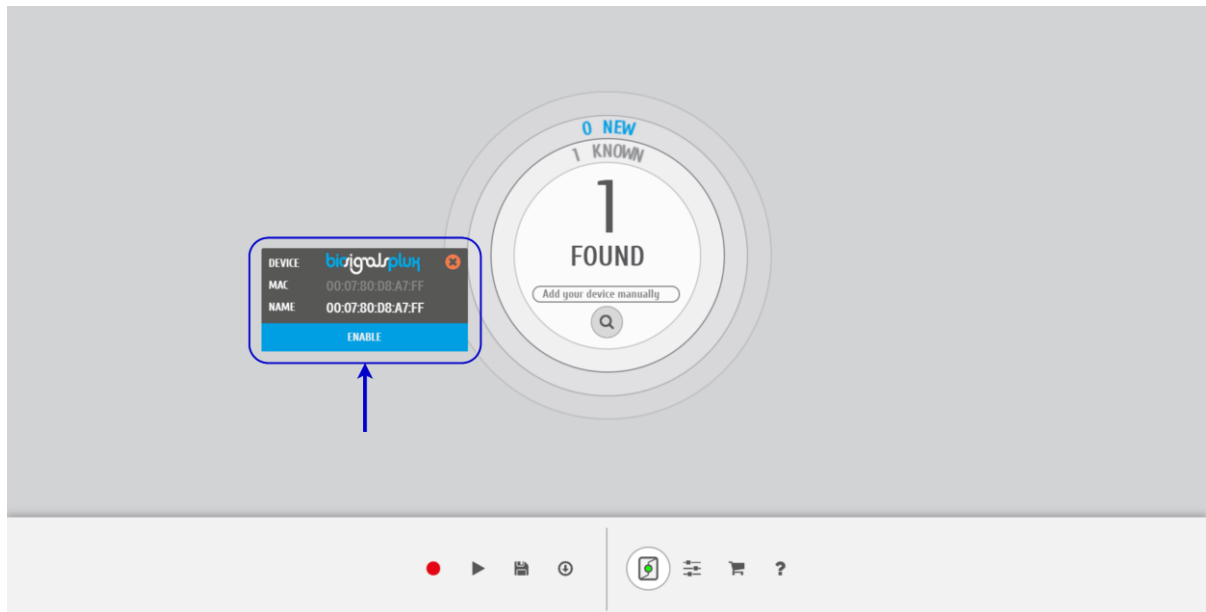 0 NEW
1 KNOWN
1
FOUND
Add your device manually
DEVICE biosignalsplux
MAC 00:07:80:D8:A7:FF
NAME 00:07:80:D8:A7:FF
ENABLE
?